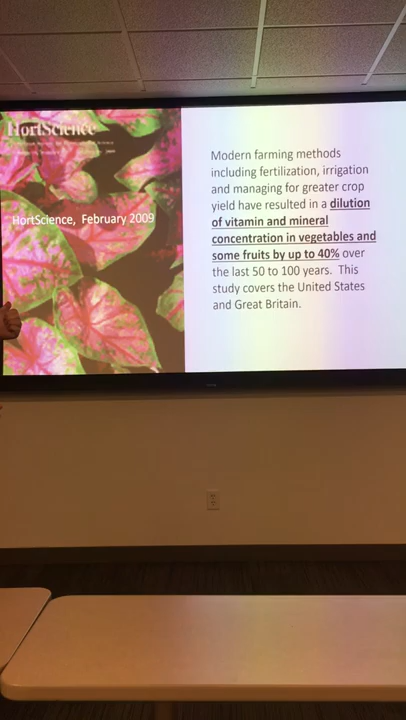 HortScience
HortScience, February 2009
Modern farming methods
including fertilization, irrigation
and managing for greater crop
yield have resulted in a dilution
of vitamin and mineral
concentration in vegetables and
some fruits by up to 40% over
the last 50 to 100 years. This
study covers the United States
and Great Britain.